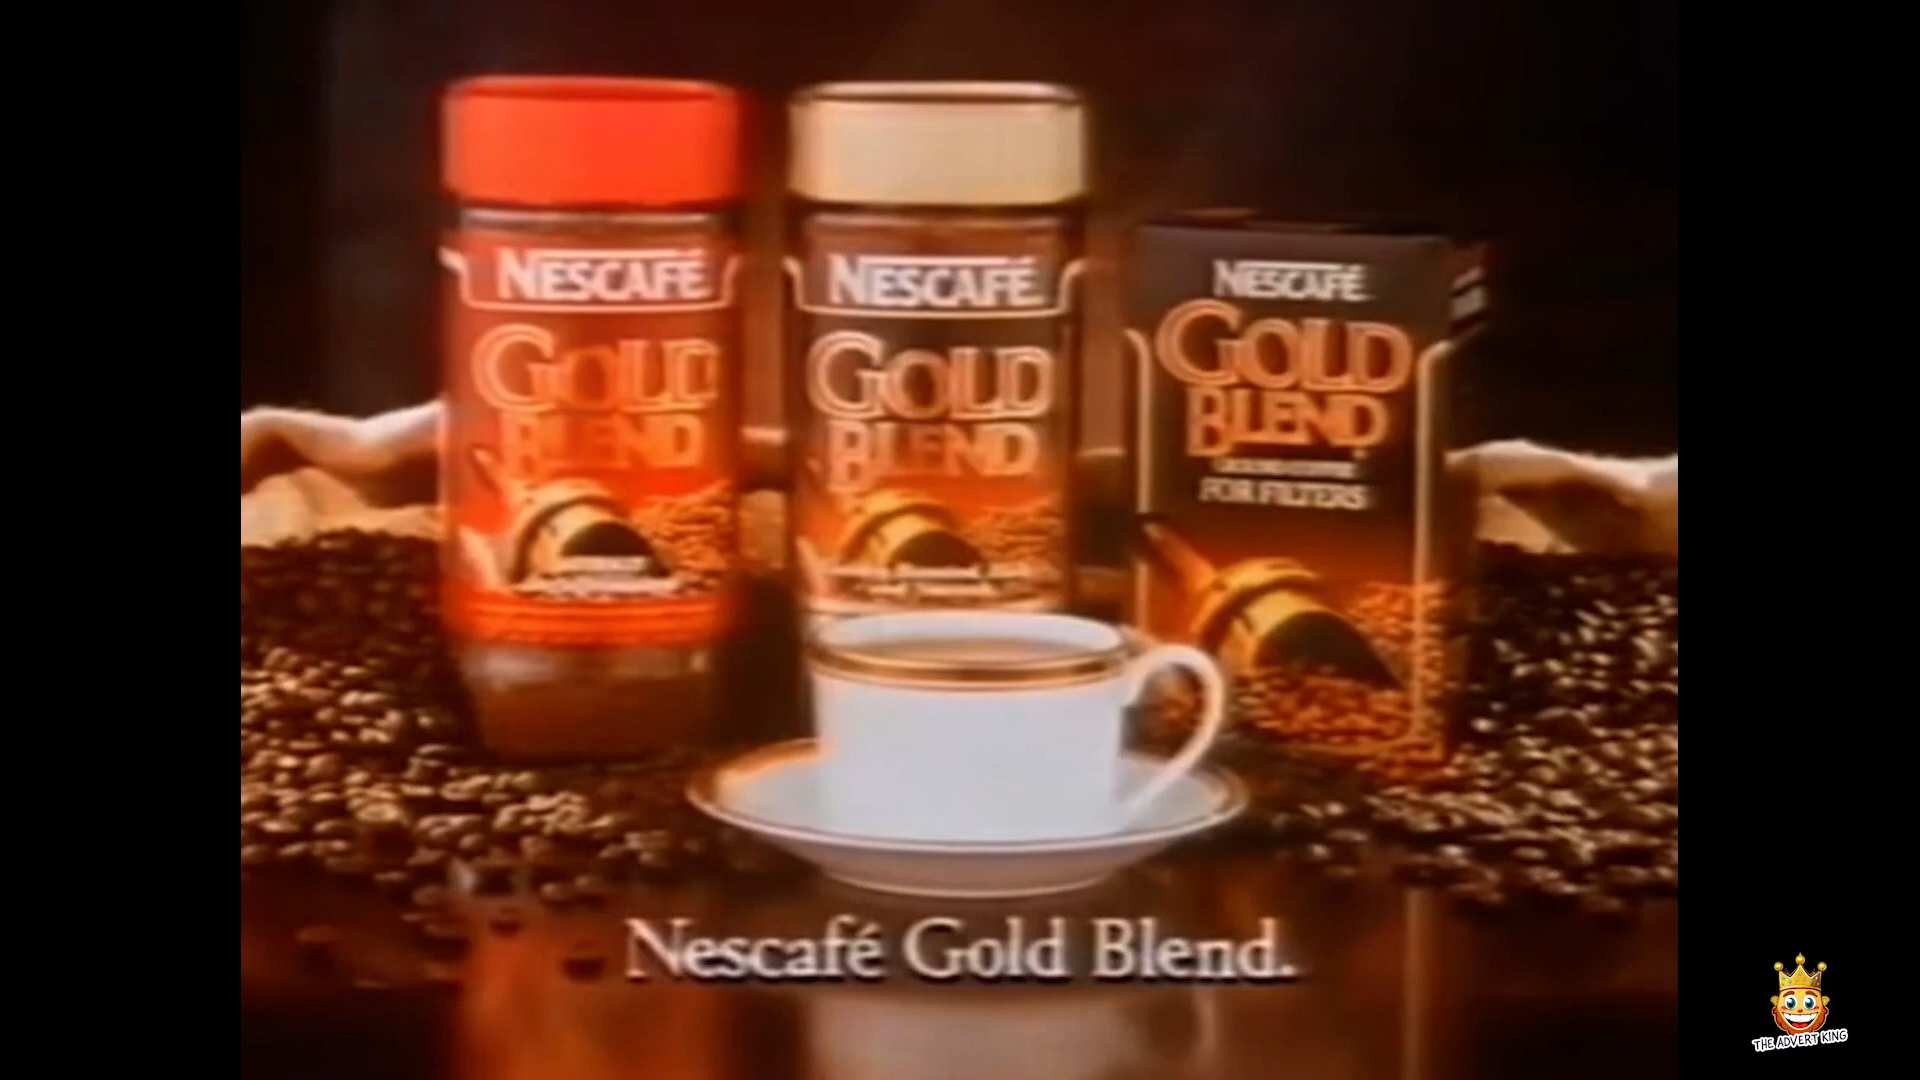 NESCAFÉ
GOLD
BLEND
NESCAFÉ
GOLD
BLEND
NESCAFÉ
GOLD
BLEND
FOR FILTERS
Nescafé Gold Blend.
THE ADVERT KING